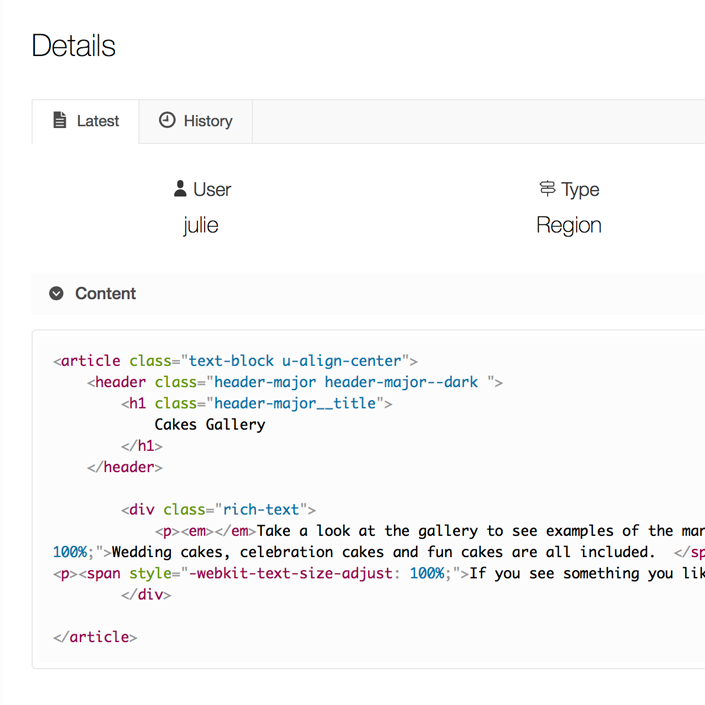 Details
Latest History
User Type
julie Region
Content
<article class="text-block u-align-center">
<header class="header-major header-major--dark ">
<h1 class="header-major__title">
Cakes Gallery
</h1>
</header>
<div class="rich-text">
<p><em></em>Take a look at the gallery to see examples of the
100%;">Wedding cakes, celebration cakes and fun cakes are all included.  </
<p><span style="-webkit-text-size-adjust: 100%;">If you see something you
</div>
</article>